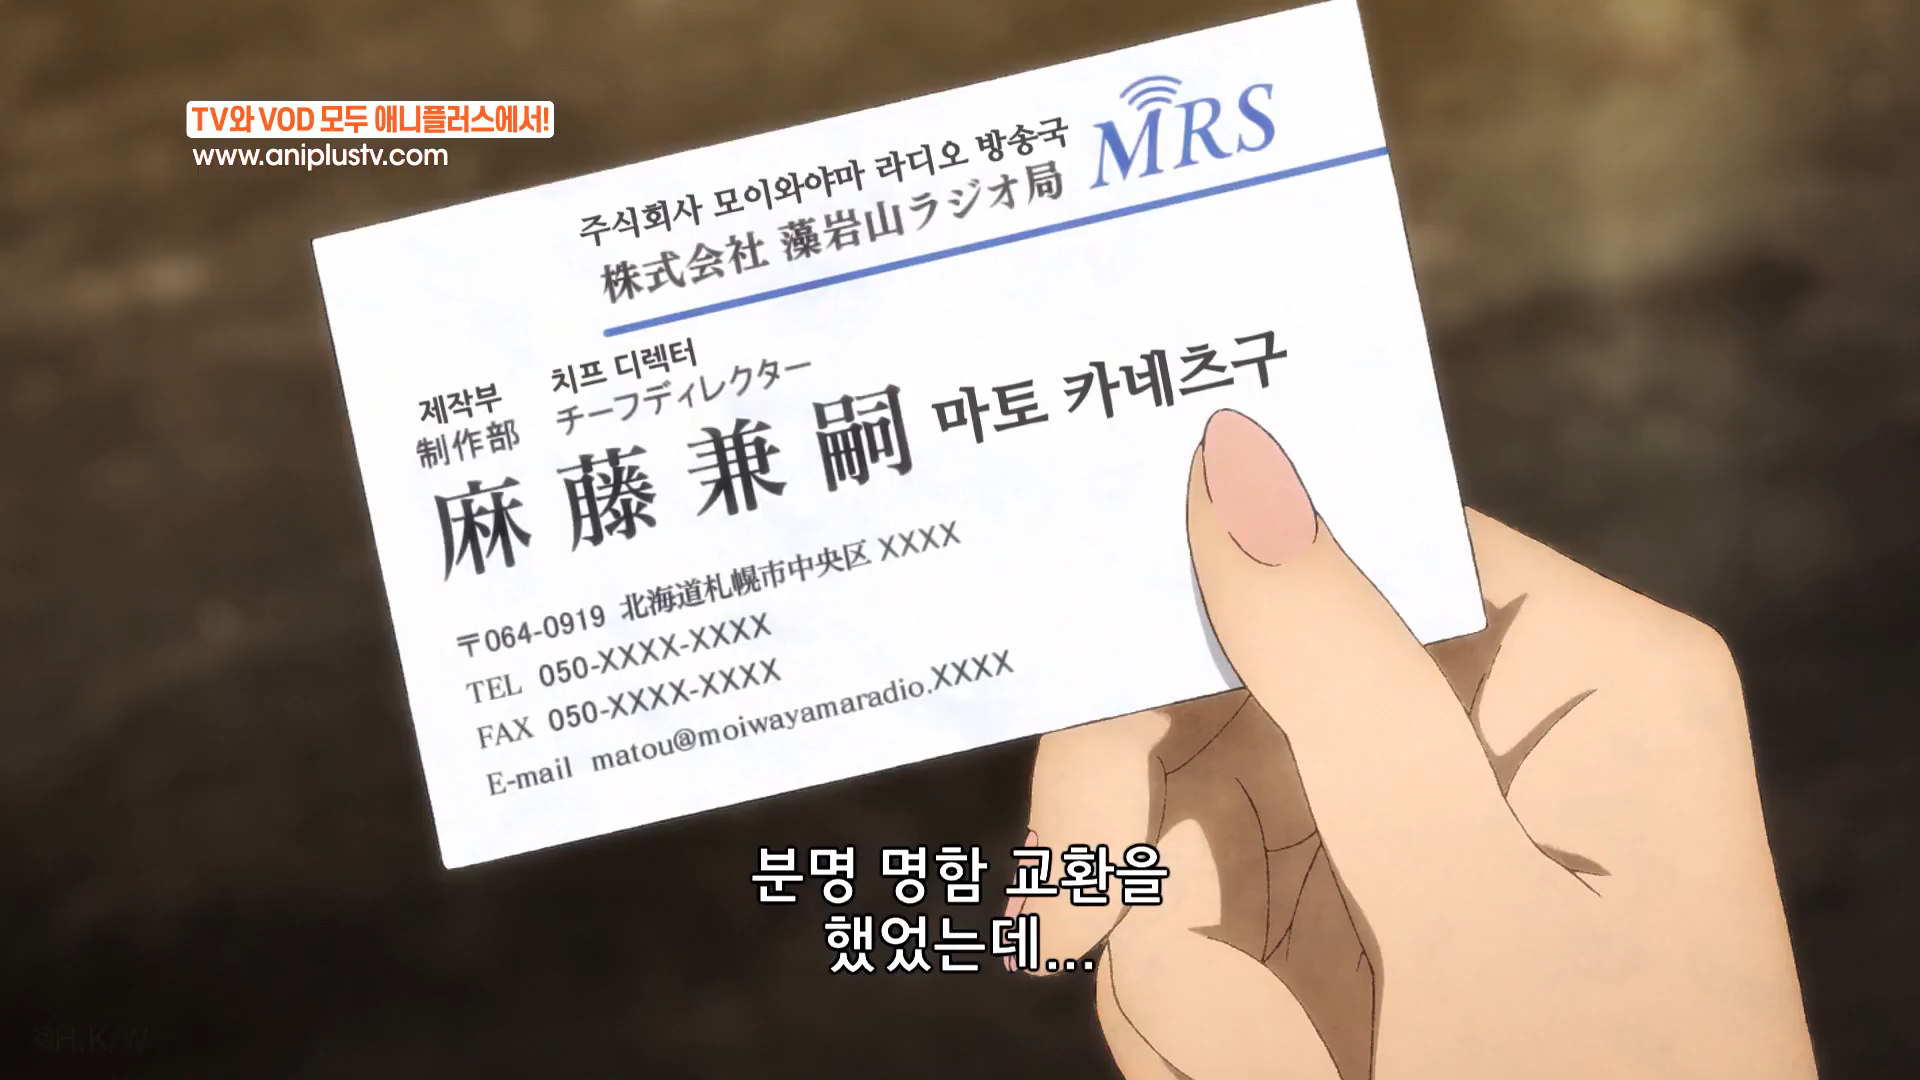 TV와 VOD 모두 애니플러스에서!
www.aniplustv.com
주식회사 모이와야마 라디오 방송국
株式会社 藻岩山ラジオ局
MRS
제작부 치프 디렉터
制作部 チーフディレクター
麻藤兼嗣 마토 카네츠구
〒064-0919 北海道札幌市中央区 XXXX
TEL 050-XXXX-XXXX
FAX 050-XXXX-XXXX
E-mail matou@moiwayamaradio.XXXX
분명 명함 교환을
했었는데...